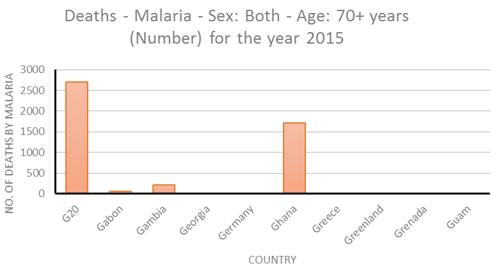 Deaths - Malaria - Sex: Both - Age: 70+ years
(Number) for the year 2015
NO. OF DEATHS BY MALARIA
3000
2500
2000
1500
1000
500
0
G20
Gabon
Gambia
Georgia
Germany
Ghana
Greece
Greenland
Grenada
Guam
COUNTRY